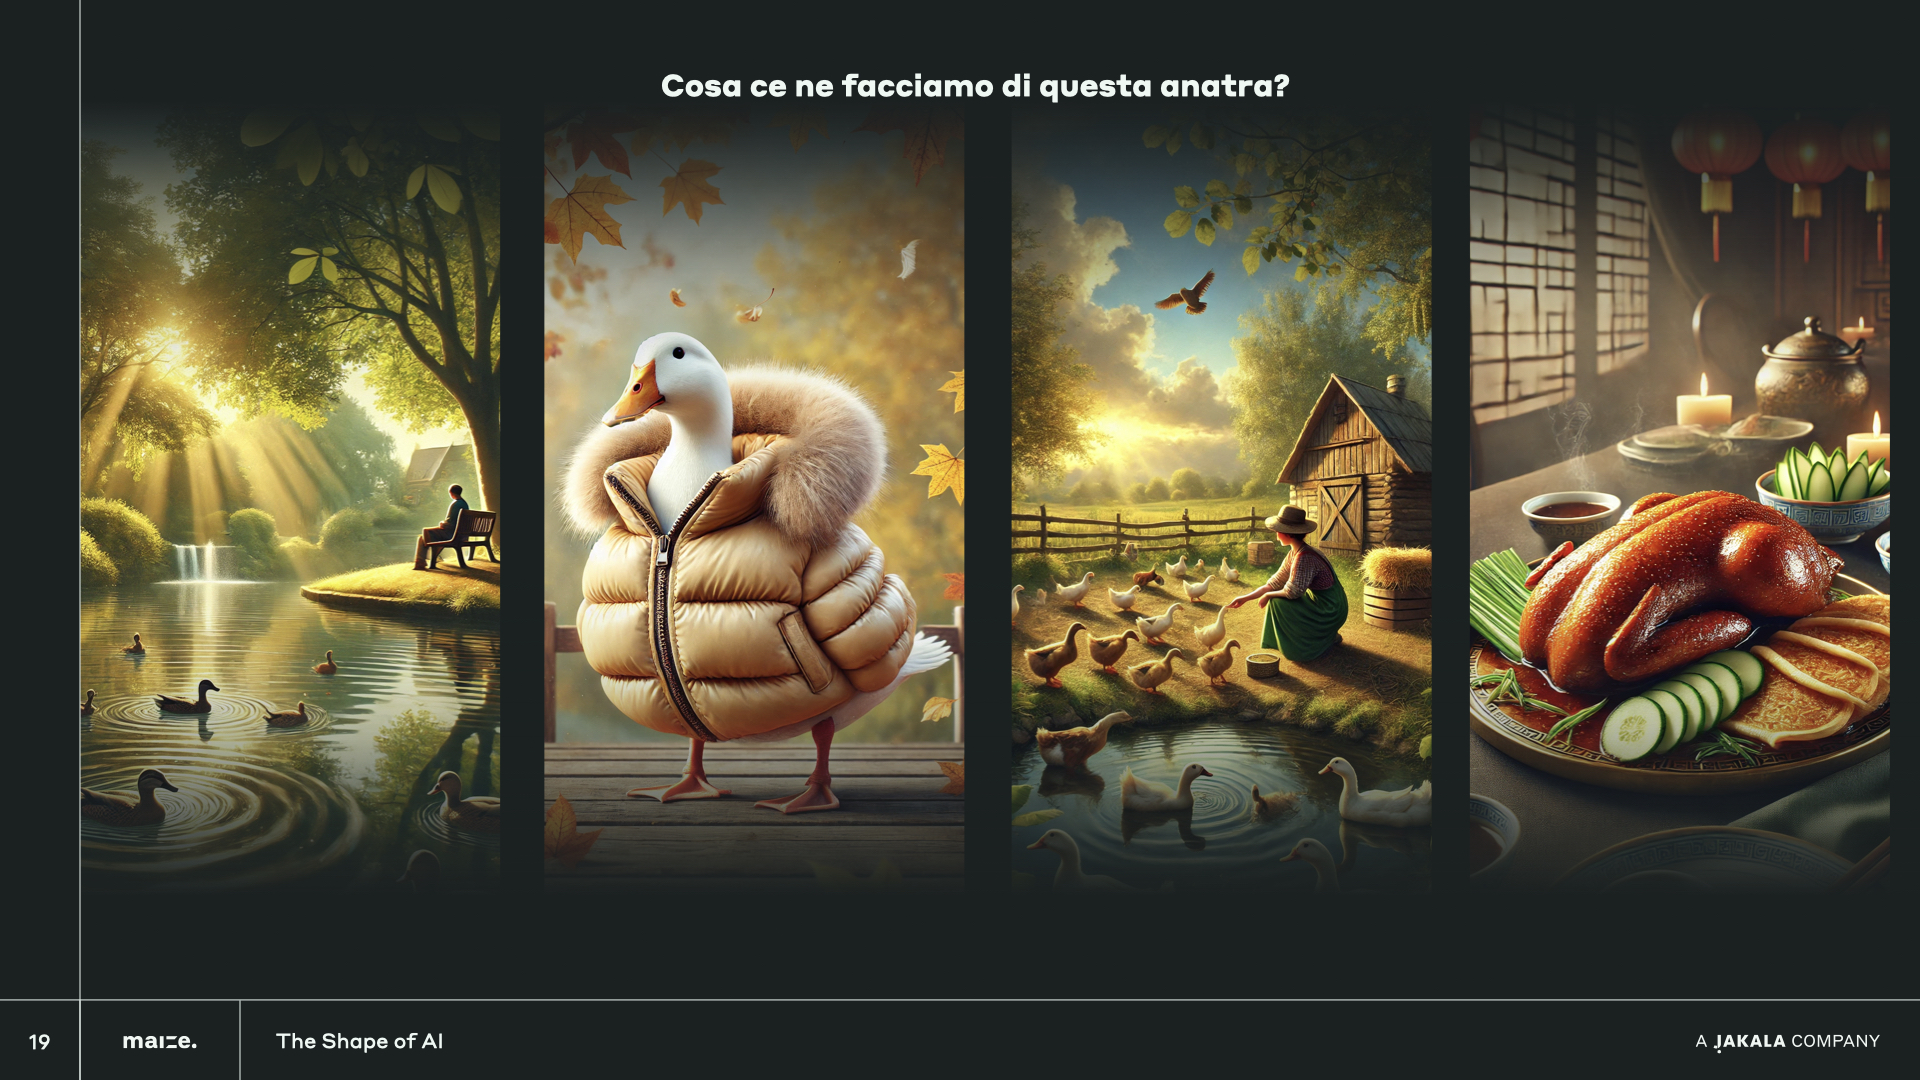 Cosa ce ne facciamo di questa anatra?
19
maize.
The Shape of AI
A JAKALA COMPANY